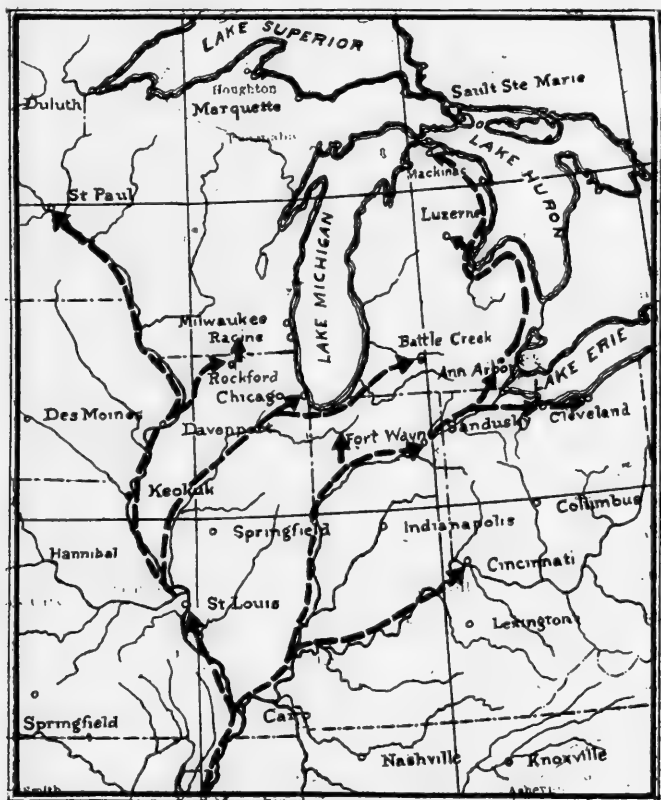 LAKE SUPERIOR
Duluth
Houghton
Marquette
Sault Ste Marie
LAKE HURON
Mackinac
St Paul
Luzerne
LAKE MICHIGAN
Milwaukee
Racine
Battle Creek
Rockford
Ann Arbor
LAKE ERIE
Chicago
Des Moines
Davenport
Fort Wayn
Sandusky
Cleveland
Keokuk
Columbus
Springfield
Indianapolis
Hannibal
Cincinnati
St Louis
Lexington
Springfield
Cairo
Nashville
Knoxville
Smith